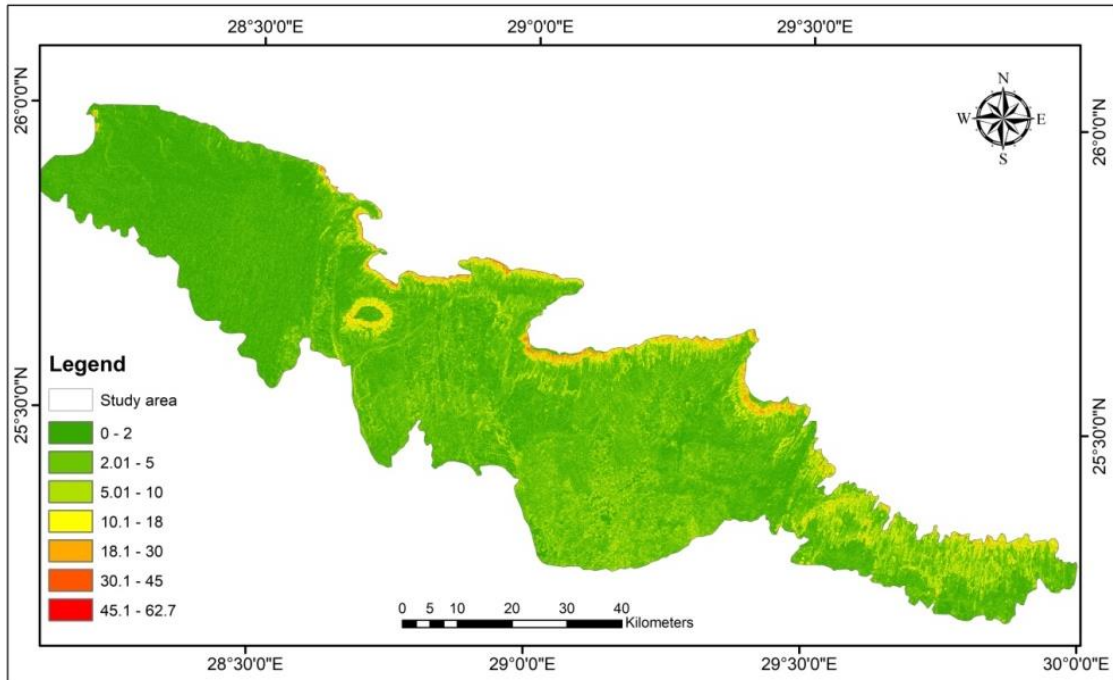 28°30'0"E 29°0'0"E 29°30'0"E
26°0'0"N
26°0'0"N
N
W E
S
Legend
Study area
0 - 2
2.01 - 5
5.01 - 10
10.1 - 18
18.1 - 30
30.1 - 45
45.1 - 62.7
25°30'0"N
25°30'0"N
0 5 10 20 30 40
Kilometers
28°30'0"E 29°0'0"E 29°30'0"E 30°0'0"E